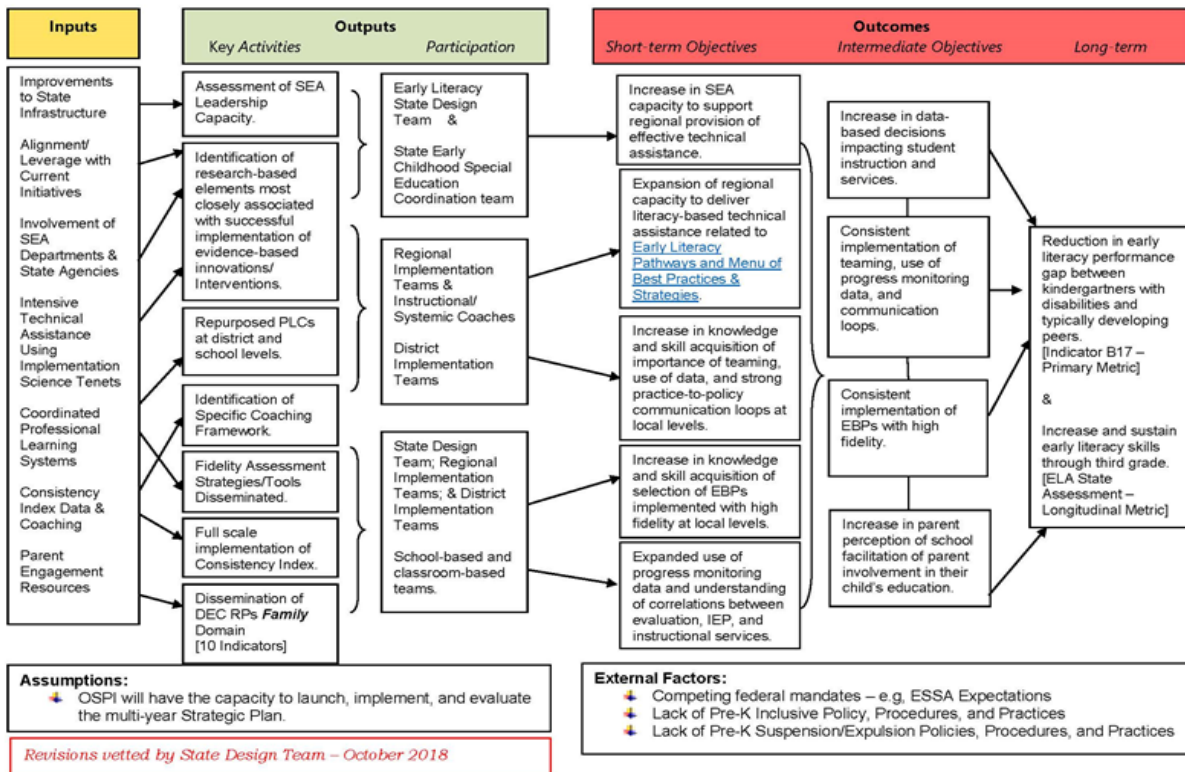 Inputs
Outputs
Key Activities
Participation
Outcomes
Short-term Objectives
Intermediate Objectives
Long-term
Improvements
to State
Infrastructure
Alignment/
Leverage with
Current
Initiatives
Involvement of
SEA
Departments &
State Agencies
Intensive
Technical
Assistance
Using
Implementation
Science Tenets
Coordinated
Professional
Learning
Systems
Consistency
Index Data &
Coaching
Parent
Engagement
Resources
Assessment of SEA
Leadership
Capacity.
Identification of
research-based
elements most
closely associated
with successful
implementation of
evidence-based
innovations/
Interventions.
Repurposed PLCs
at district and
school levels.
Identification of
Specific Coaching
Framework.
Fidelity Assessment
Strategies/Tools
Disseminated.
Full scale
implementation of
Consistency Index.
Dissemination of
DEC RPs Family
Domain
[10 Indicators]
Early Literacy
State Design
Team &
State Early
Childhood Special
Education
Coordination team
Regional
Implementation
Teams &
Instructional/
Systemic Coaches
District
Implementation
Teams
State Design
Team; Regional
Implementation
Teams; & District
Implementation
Teams
School-based and
classroom-based
teams.
Increase in SEA
capacity to support
regional provision of
effective technical
assistance.
Expansion of regional
capacity to deliver
literacy-based technical
assistance related to
Early Literacy
Pathways and Menu of
Best Practices &
Strategies.
Increase in knowledge
and skill acquisition of
importance of teaming,
use of data, and strong
practice-to-policy
communication loops at
local levels.
Increase in knowledge
and skill acquisition of
selection of EBPs
implemented with high
fidelity at local levels.
Expanded use of
progress monitoring
data and understanding
of correlations between
evaluation, IEP, and
instructional services.
Increase in data-
based decisions
impacting student
instruction and
services.
Consistent
implementation of
teaming, use of
progress monitoring
data, and
communication
loops.
Consistent
implementation of
EBPs with high
fidelity.
Increase in parent
perception of school
facilitation of parent
involvement in their
child's education.
Reduction in early
literacy performance
gap between
kindergartners with
disabilities and
typically developing
peers.
[Indicator B17 –
Primary Metric]
&
Increase and sustain
early literacy skills
through third grade.
[ELA State
Assessment –
Longitudinal Metric]
Assumptions:
OSPI will have the capacity to launch, implement, and evaluate
the multi-year Strategic Plan.
Revisions vetted by State Design Team – October 2018
External Factors:
Competing federal mandates – e.g, ESSA Expectations
Lack of Pre-K Inclusive Policy, Procedures, and Practices
Lack of Pre-K Suspension/Expulsion Policies, Procedures, and Practices